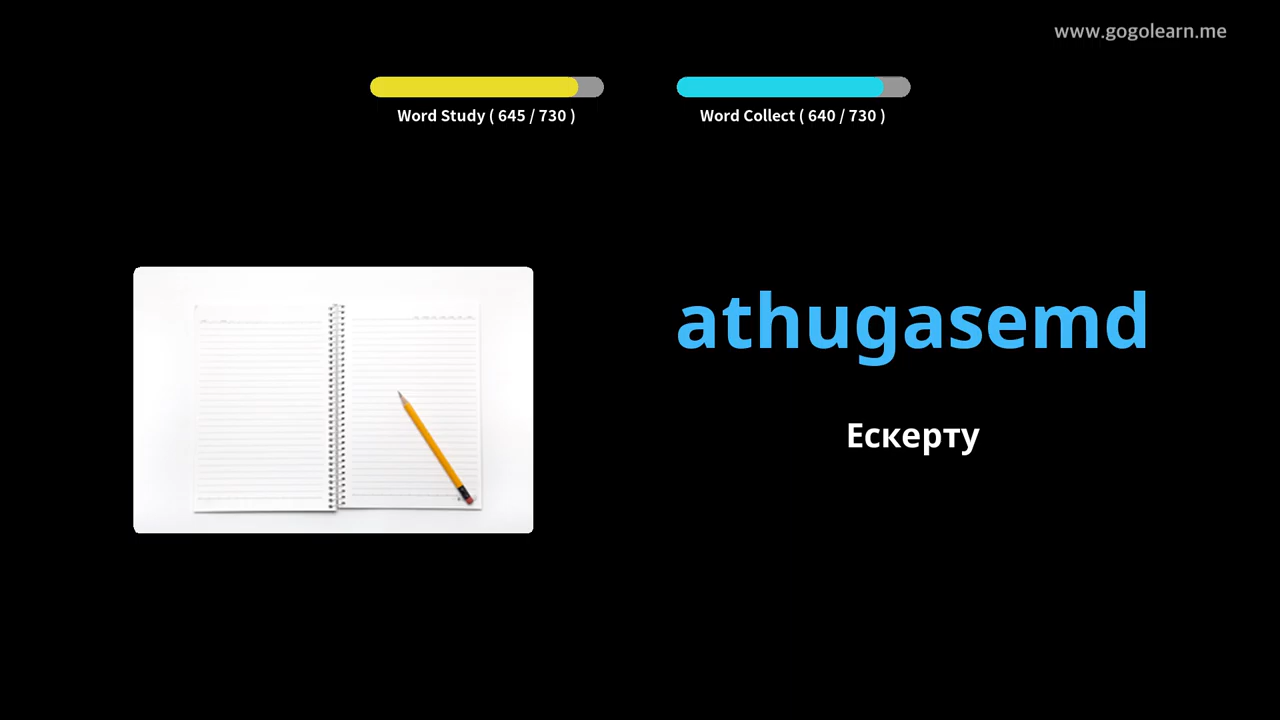 www.gogolearn.me
Word Study ( 645 / 730 )
Word Collect ( 640 / 730 )
athugasemd
Ескерту